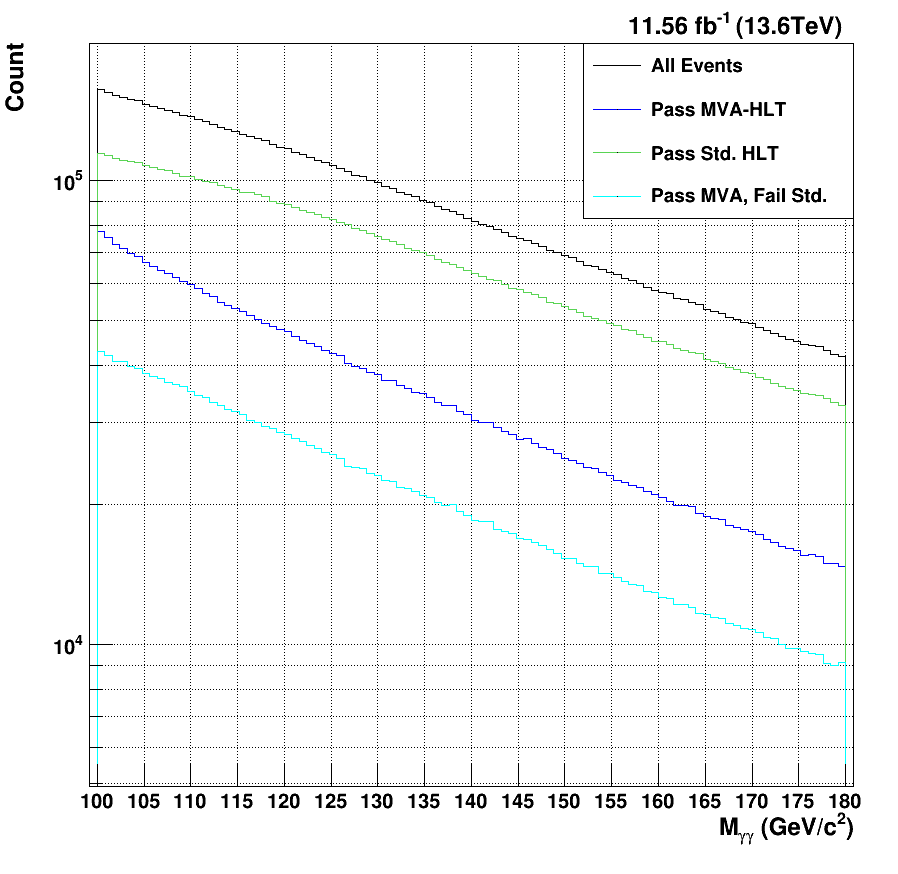 11.56 fb⁻¹ (13.6TeV)
Count
All Events
Pass MVA-HLT
Pass Std. HLT
Pass MVA, Fail Std.
10⁵
10⁴
100 105 110 115 120 125 130 135 140 145 150 155 160 165 170 175 180
Mγγ (GeV/c²)